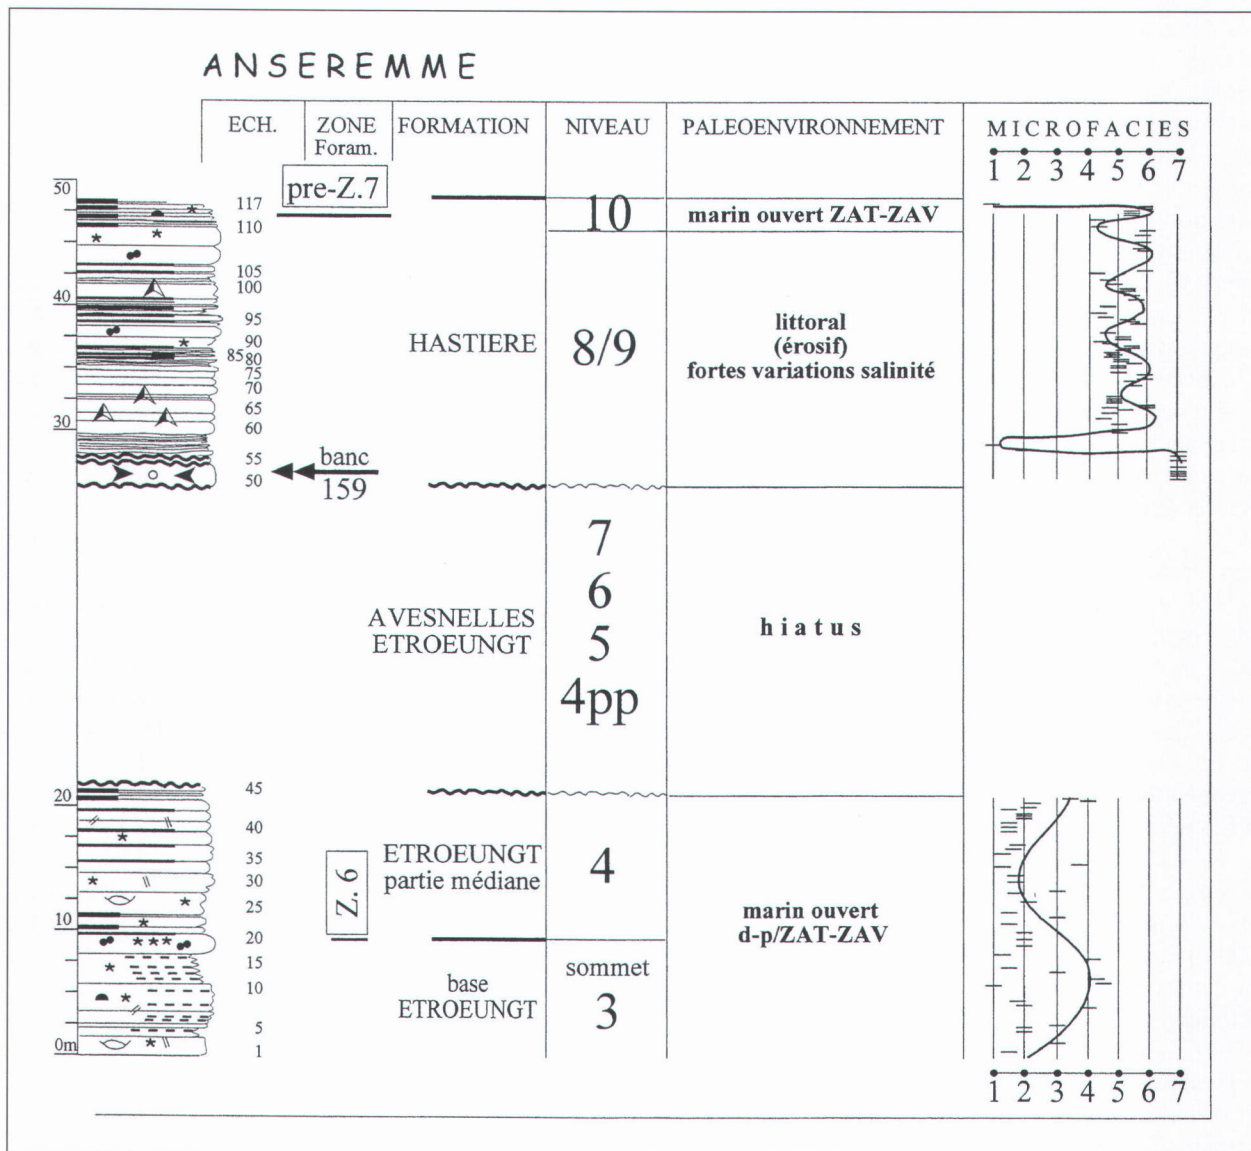 ANSEREMME
ECH. ZONE FORMATION NIVEAU PALEOENVIRONNEMENT MICROFACIES
Foram.
1 2 3 4 5 6 7
50
pre-Z.7
117
10
marin ouvert ZAT-ZAV
110
105
100
40
95
90
85 80
75
70
65
60
30
55
50
HASTIERE
8/9
littoral
(érosif)
fortes variations salinité
banc
159
AVESNELLES
ETROEUNGT
7
6
5
4pp
hiatus
45
20
40
35
30
25
10
20
15
10
5
0m
1
Z. 6
ETROEUNGT
partie médiane
4
marin ouvert
d-p/ZAT-ZAV
base
ETROEUNGT
sommet
3
1 2 3 4 5 6 7